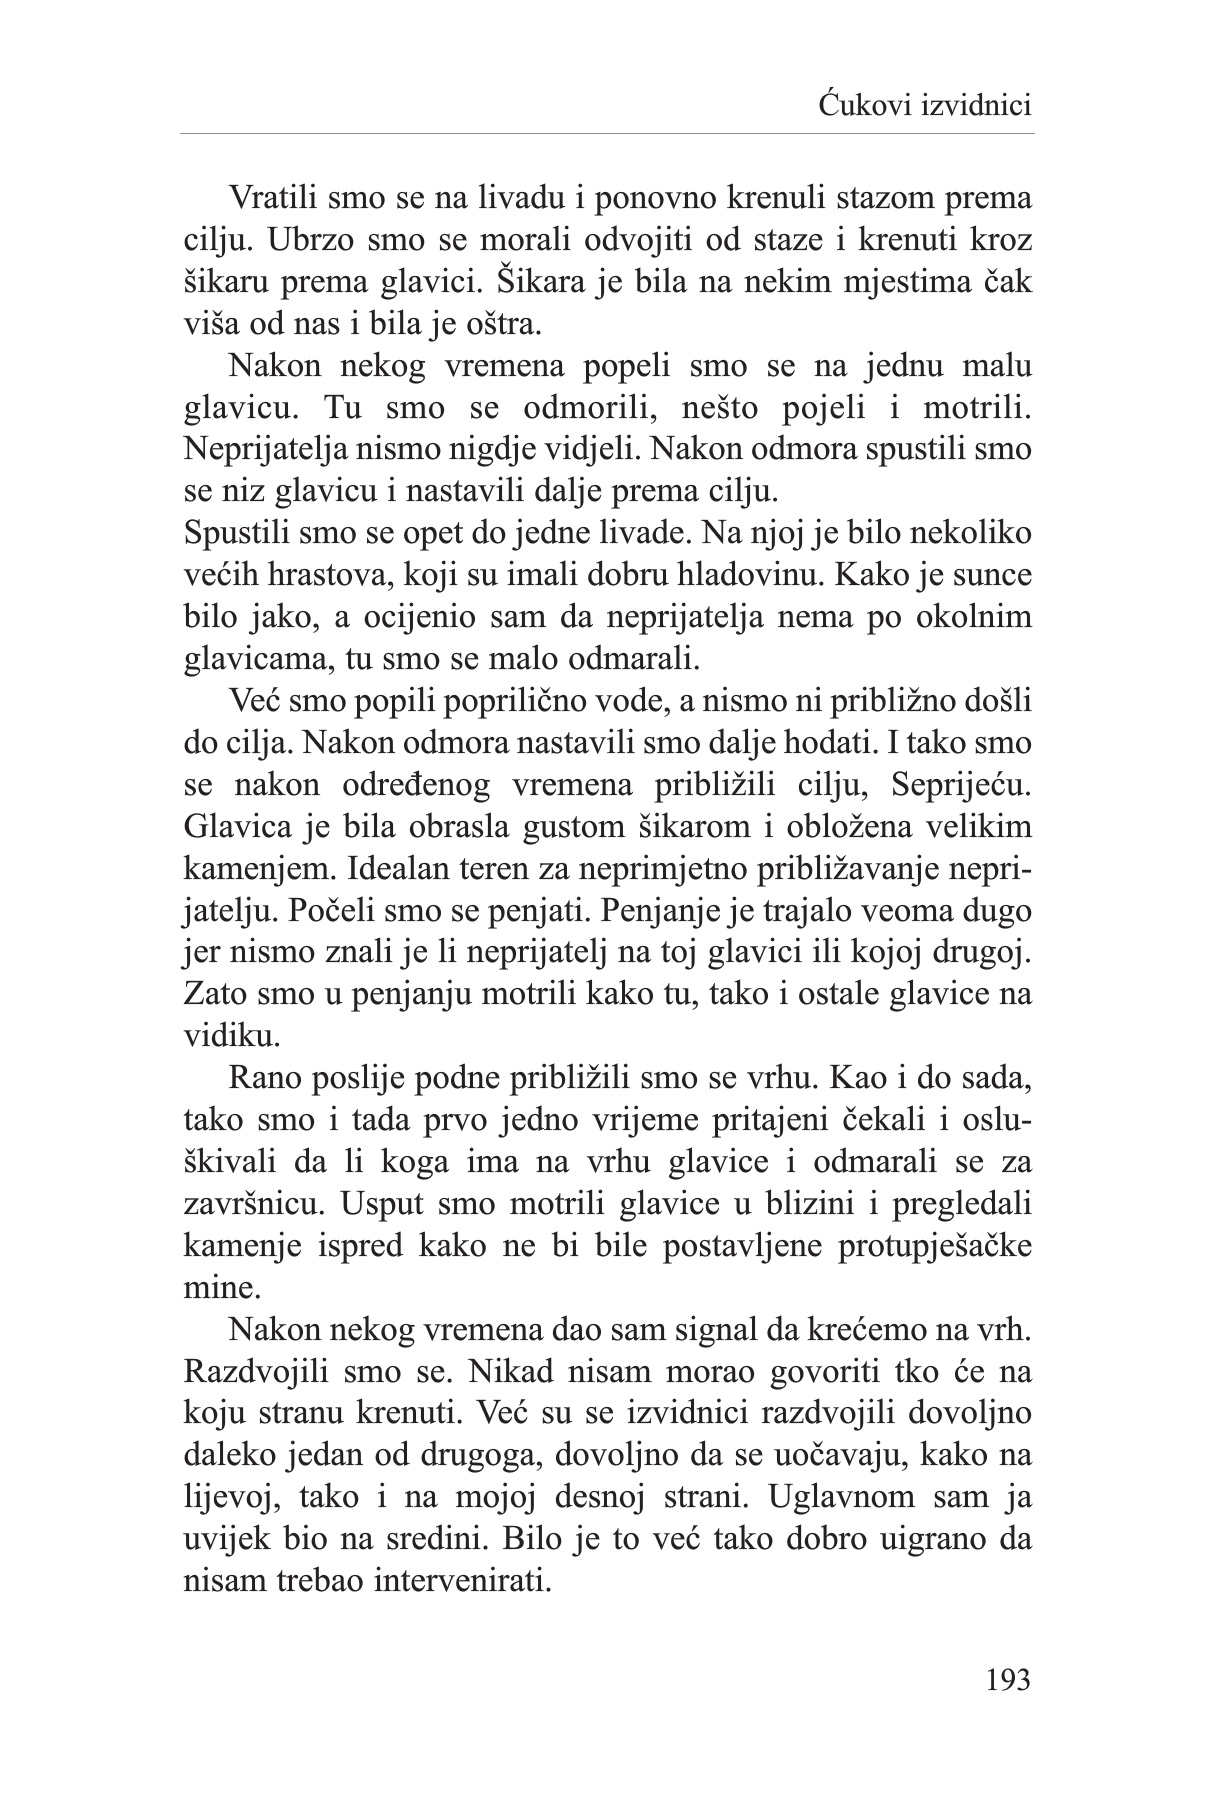 Ćukovi izvidnici
Vratili smo se na livadu i ponovno krenuli stazom prema
cilju. Ubrzo smo se morali odvojiti od staze i krenuti kroz
šikaru prema glavici. Šikara je bila na nekim mjestima čak
viša od nas i bila je oštra.
Nakon nekog vremena popeli smo se na jednu malu
glavicu. Tu smo se odmorili, nešto pojeli i motrili.
Neprijatelja nismo nigdje vidjeli. Nakon odmora spustili smo
se niz glavicu i nastavili dalje prema cilju.
Spustili smo se opet do jedne livade. Na njoj je bilo nekoliko
većih hrastova, koji su imali dobru hladovinu. Kako je sunce
bilo jako, a ocijenio sam da neprijatelja nema po okolnim
glavicama, tu smo se malo odmarali.
Već smo popili poprilično vode, a nismo ni približno došli
do cilja. Nakon odmora nastavili smo dalje hodati. I tako smo
se nakon određenog vremena približili cilju, Seprijeću.
Glavica je bila obrasla gustom šikarom i obložena velikim
kamenjem. Idealan teren za neprimjetno približavanje nepri-
jatelju. Počeli smo se penjati. Penjanje je trajalo veoma dugo
jer nismo znali je li neprijatelj na toj glavici ili kojoj drugoj.
Zato smo u penjanju motrili kako tu, tako i ostale glavice na
vidiku.
Rano poslije podne približili smo se vrhu. Kao i do sada,
tako smo i tada prvo jedno vrijeme pritajeni čekali i oslu-
škivali da li koga ima na vrhu glavice i odmarali se za
završnicu. Usput smo motrili glavice u blizini i pregledali
kamenje ispred kako ne bi bile postavljene protupješačke
mine.
Nakon nekog vremena dao sam signal da krećemo na vrh.
Razdvojili smo se. Nikad nisam morao govoriti tko će na
koju stranu krenuti. Već su se izvidnici razdvojili dovoljno
daleko jedan od drugoga, dovoljno da se uočavaju, kako na
lijevoj, tako i na mojoj desnoj strani. Uglavnom sam ja
uvijek bio na sredini. Bilo je to već tako dobro uigrano da
nisam trebao intervenirati.
193